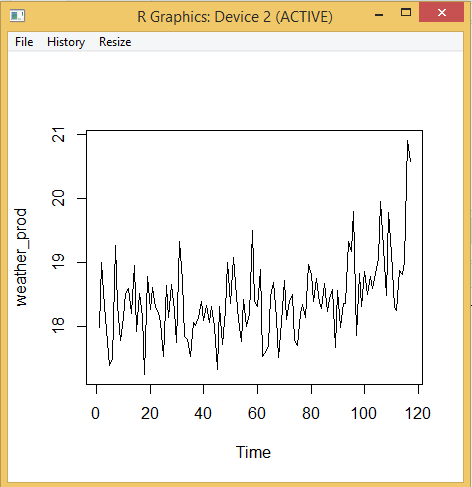 R Graphics: Device 2 (ACTIVE)
File History Resize
21
20
19
18
weather_prod
0 20 40 60 80 100 120
Time